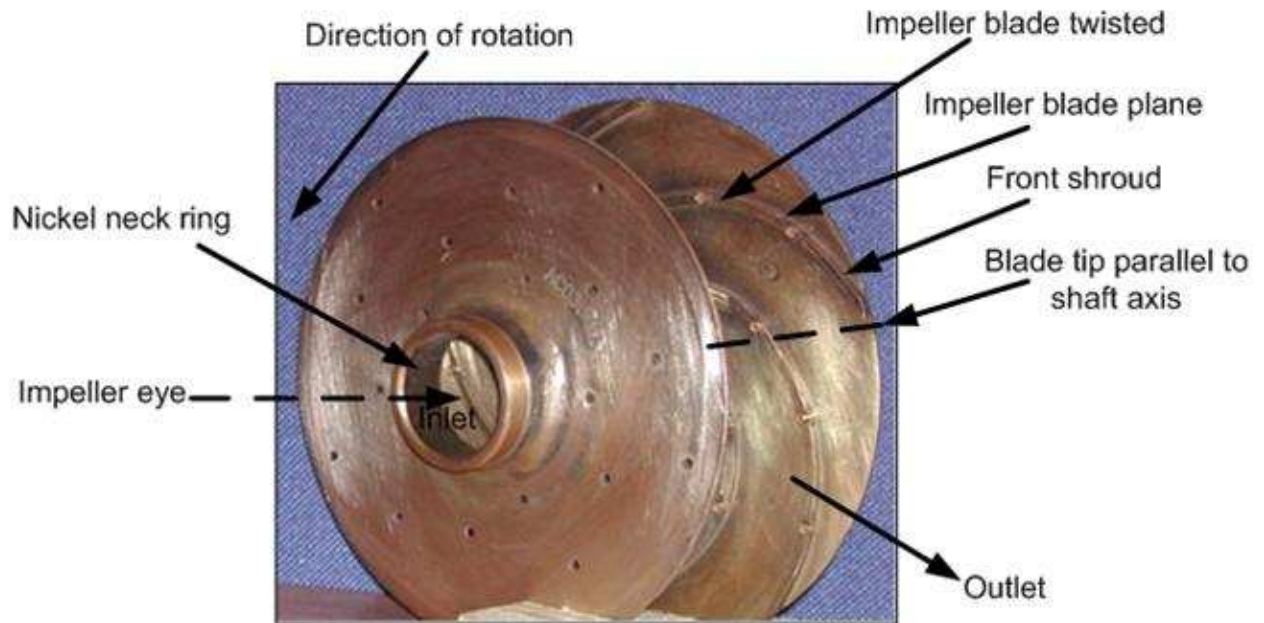 Direction of rotation
Impeller blade twisted
Impeller blade plane
Front shroud
Nickel neck ring
Blade tip parallel to
shaft axis
Impeller eye
Inlet
Outlet